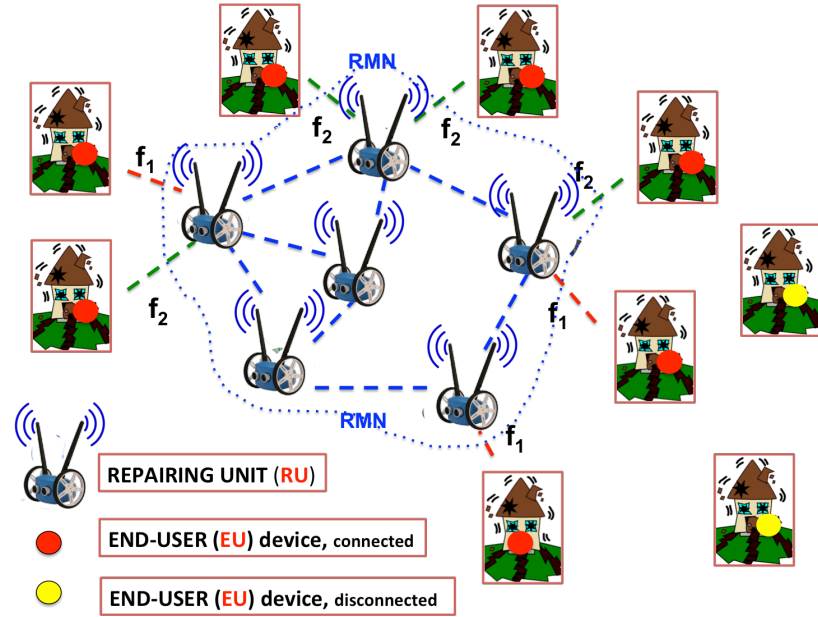 RMN
f2
f2
f1
f2
f2
f1
RMN
f1
REPAIRING UNIT (RU)
END-USER (EU) device, connected
END-USER (EU) device, disconnected